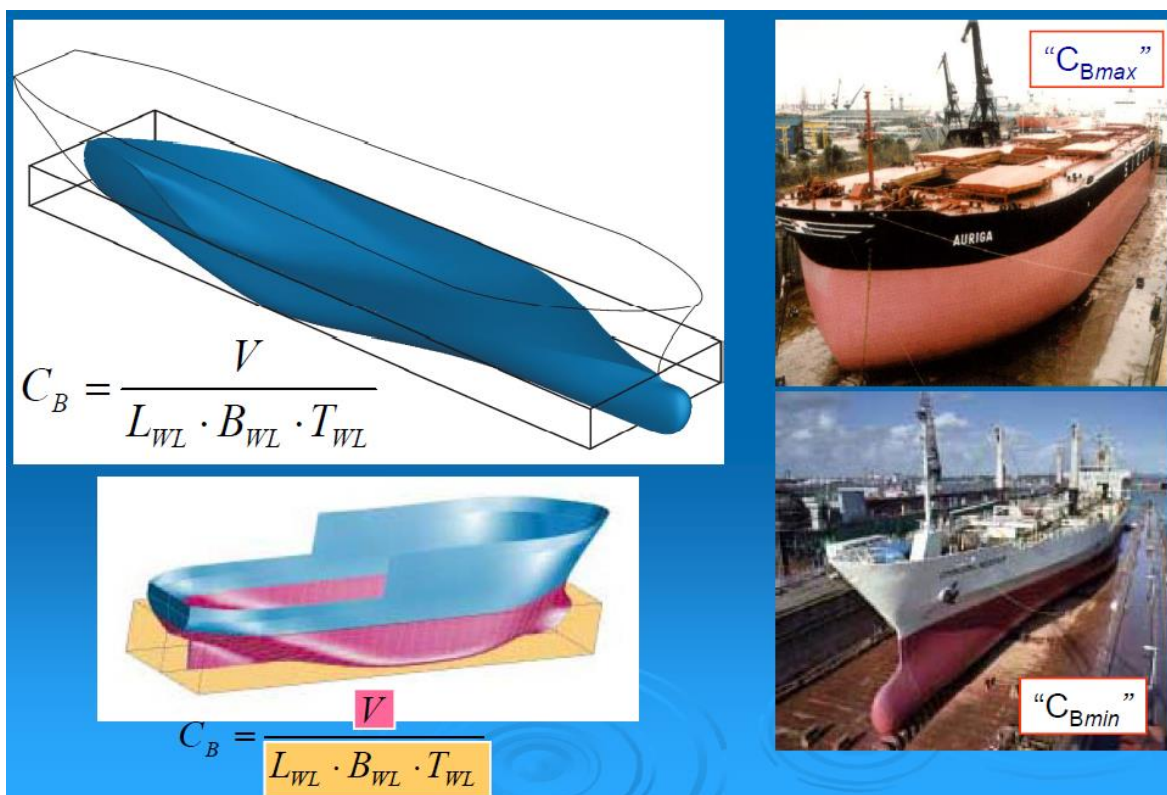 C_B = V / (L_WL · B_WL · T_WL)
C_B = V / (L_WL · B_WL · T_WL)
“C_Bmax”
AURIGA
“C_Bmin”